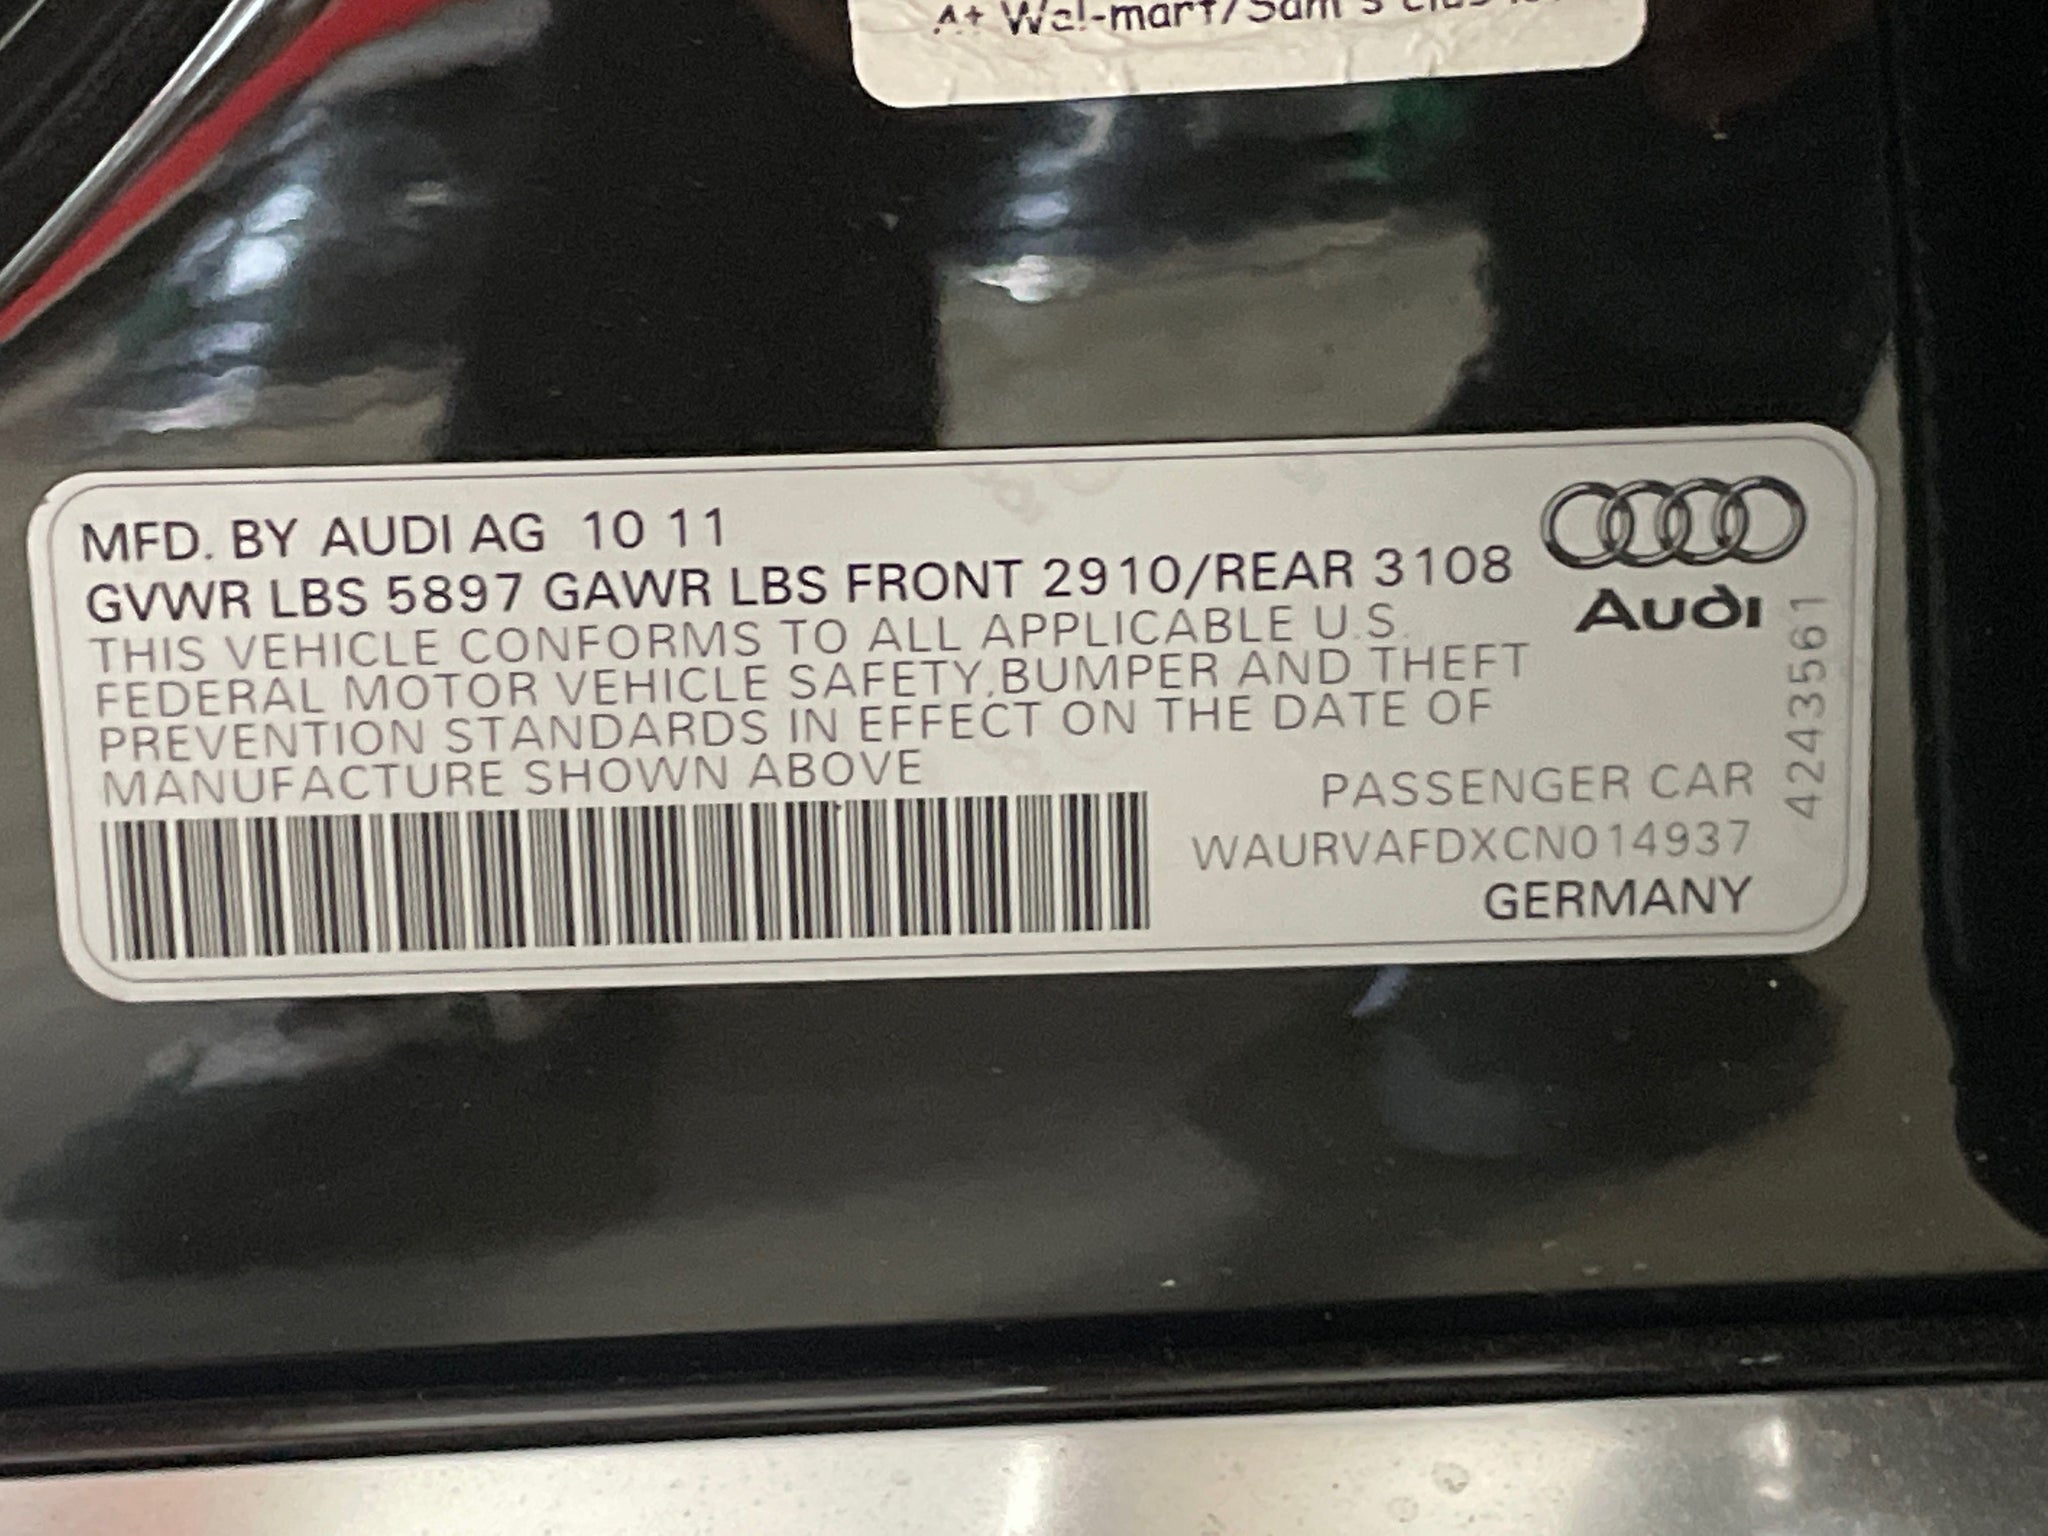 At Wal-mart/Sam's
MFD. BY AUDI AG 10 11
GVWR LBS 5897 GAWR LBS FRONT 2910/REAR 3108
THIS VEHICLE CONFORMS TO ALL APPLICABLE U.S.
FEDERAL MOTOR VEHICLE SAFETY,BUMPER AND THEFT
PREVENTION STANDARDS IN EFFECT ON THE DATE OF
MANUFACTURE SHOWN ABOVE
Audi
4243561
PASSENGER CAR
WAURVAFDXCN014937
GERMANY